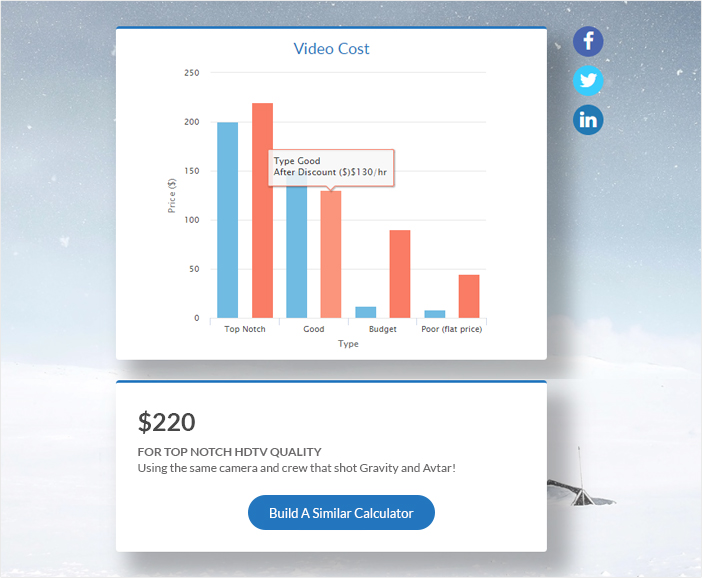 Video Cost
250
200
150
100
50
0
Price ($)
Type Good
After Discount ($)$130/hr
Top Notch Good Budget Poor (flat price)
Type
$220
FOR TOP NOTCH HDTV QUALITY
Using the same camera and crew that shot Gravity and Avtar!
Build A Similar Calculator
f
in